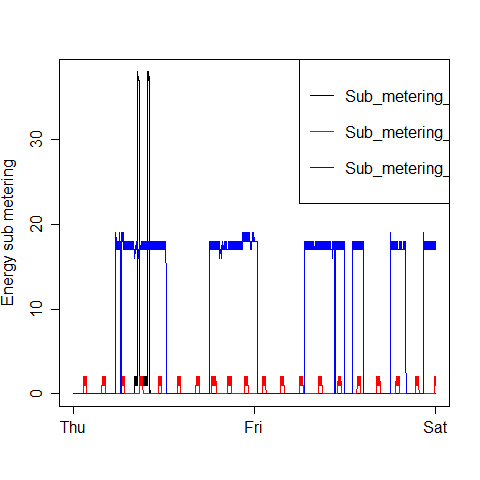 Energy sub metering
0
10
20
30
Thu
Fri
Sat
Sub_metering_
Sub_metering_
Sub_metering_